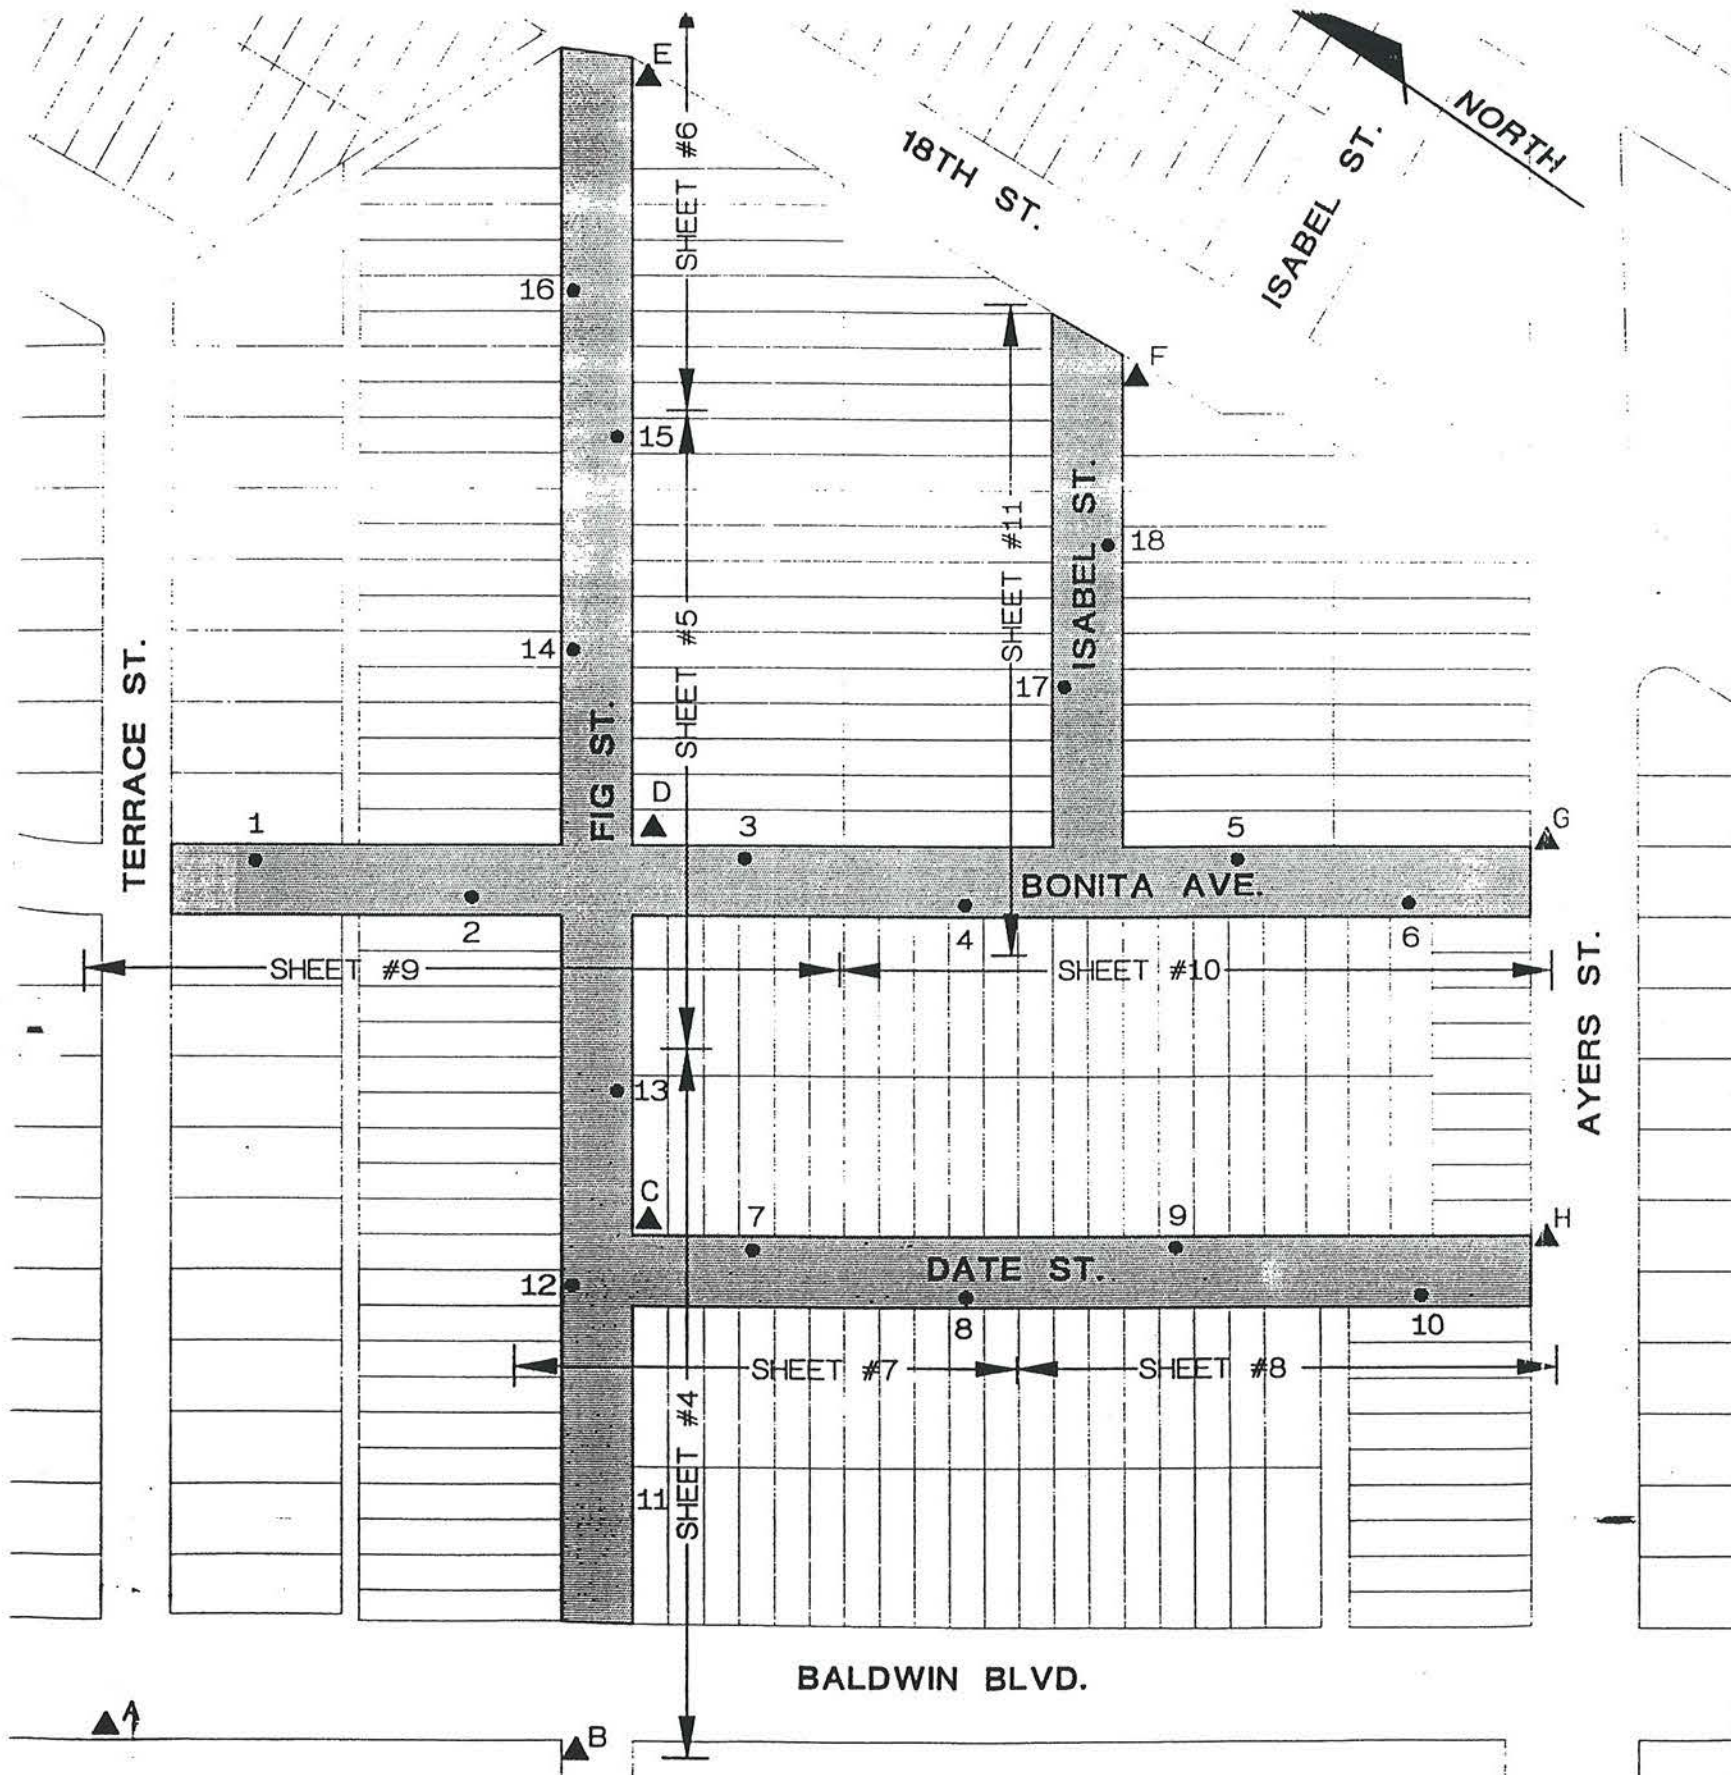 E
SHEET #6
18TH ST.
NORTH
ISABEL ST.
16
F
15
SHEET #11
ISABEL ST.
18
SHEET #5
14
17
TERRACE ST.
FIG ST.
D
1
3
5
G
BONITA AVE.
2
4
6
SHEET #9
SHEET #10
AYERS ST.
13
C
7
9
H
DATE ST.
12
8
10
SHEET #7
SHEET #8
SHEET #4
11
BALDWIN BLVD.
A
B